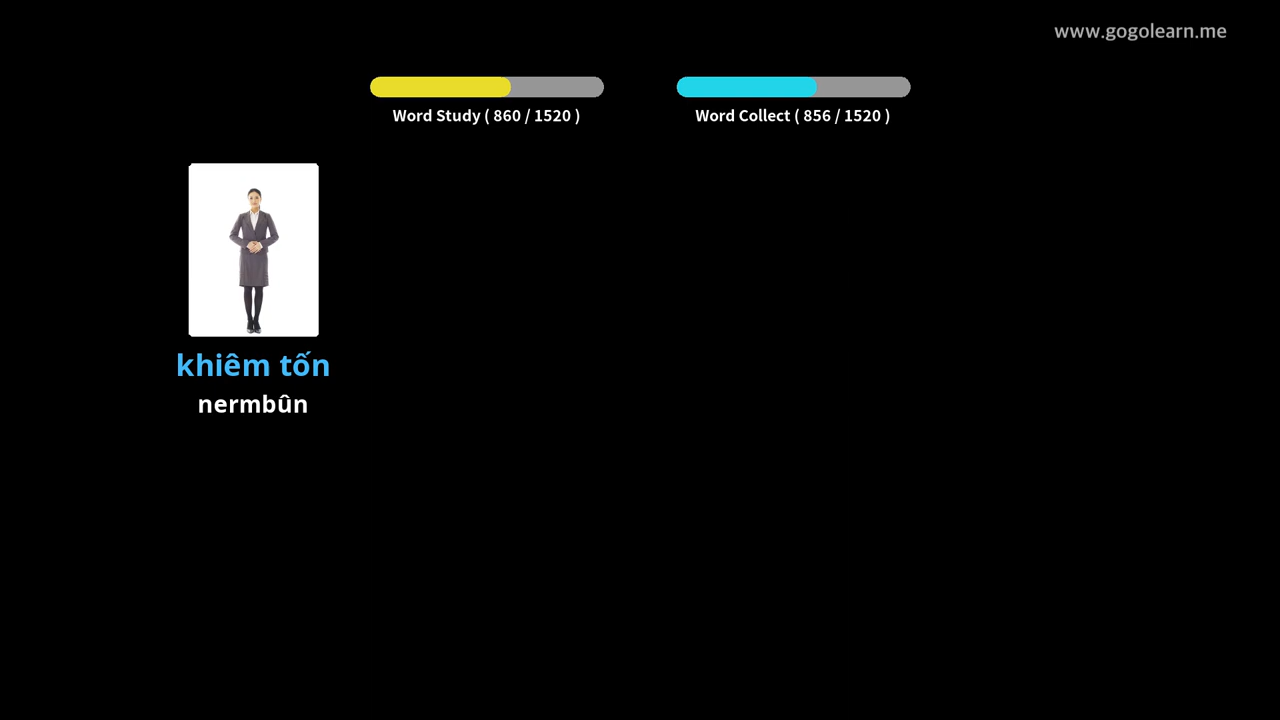 www.gogolearn.me
Word Study ( 860 / 1520 )
Word Collect ( 856 / 1520 )
khiêm tốn
nermbûn